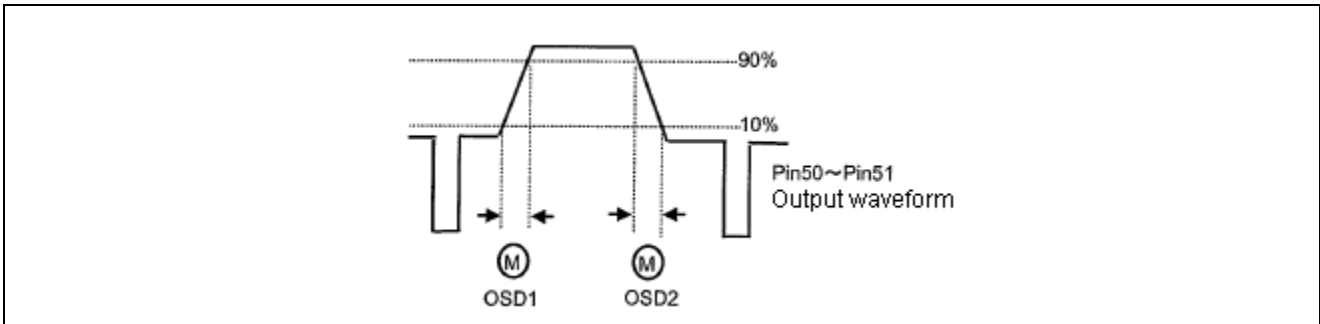 90%
10%
Pin50～Pin51
Output waveform
M M
OSD1 OSD2